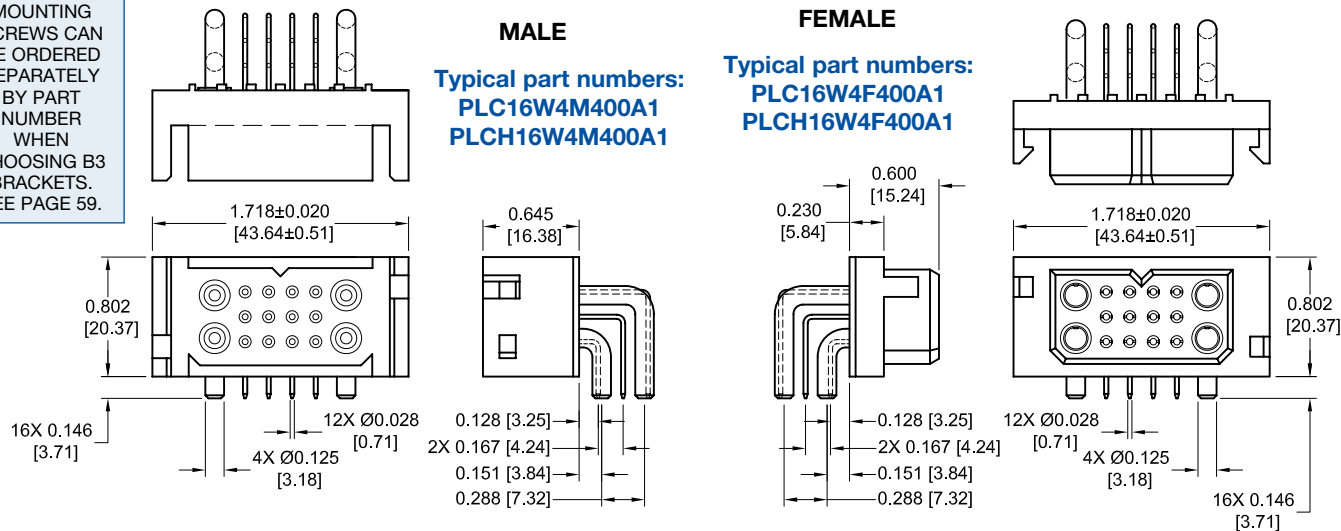 MOUNTING
CREWS CAN
E ORDERED
EPARATELY
BY PART
NUMBER
WHEN
HOOSING B3
BRACKETS.
EE PAGE 59.
MALE
Typical part numbers:
PLC16W4M400A1
PLCH16W4M400A1
FEMALE
Typical part numbers:
PLC16W4F400A1
PLCH16W4F400A1
1.718±0.020
[43.64±0.51]
0.802
[20.37]
16X 0.146
[3.71]
12X Ø0.028
[0.71]
4X Ø0.125
[3.18]
0.645
[16.38]
0.128 [3.25]
2X 0.167 [4.24]
0.151 [3.84]
0.288 [7.32]
0.600
[15.24]
0.230
[5.84]
0.128 [3.25]
2X 0.167 [4.24]
0.151 [3.84]
0.288 [7.32]
1.718±0.020
[43.64±0.51]
0.802
[20.37]
12X Ø0.028
[0.71]
4X Ø0.125
[3.18]
16X 0.146
[3.71]